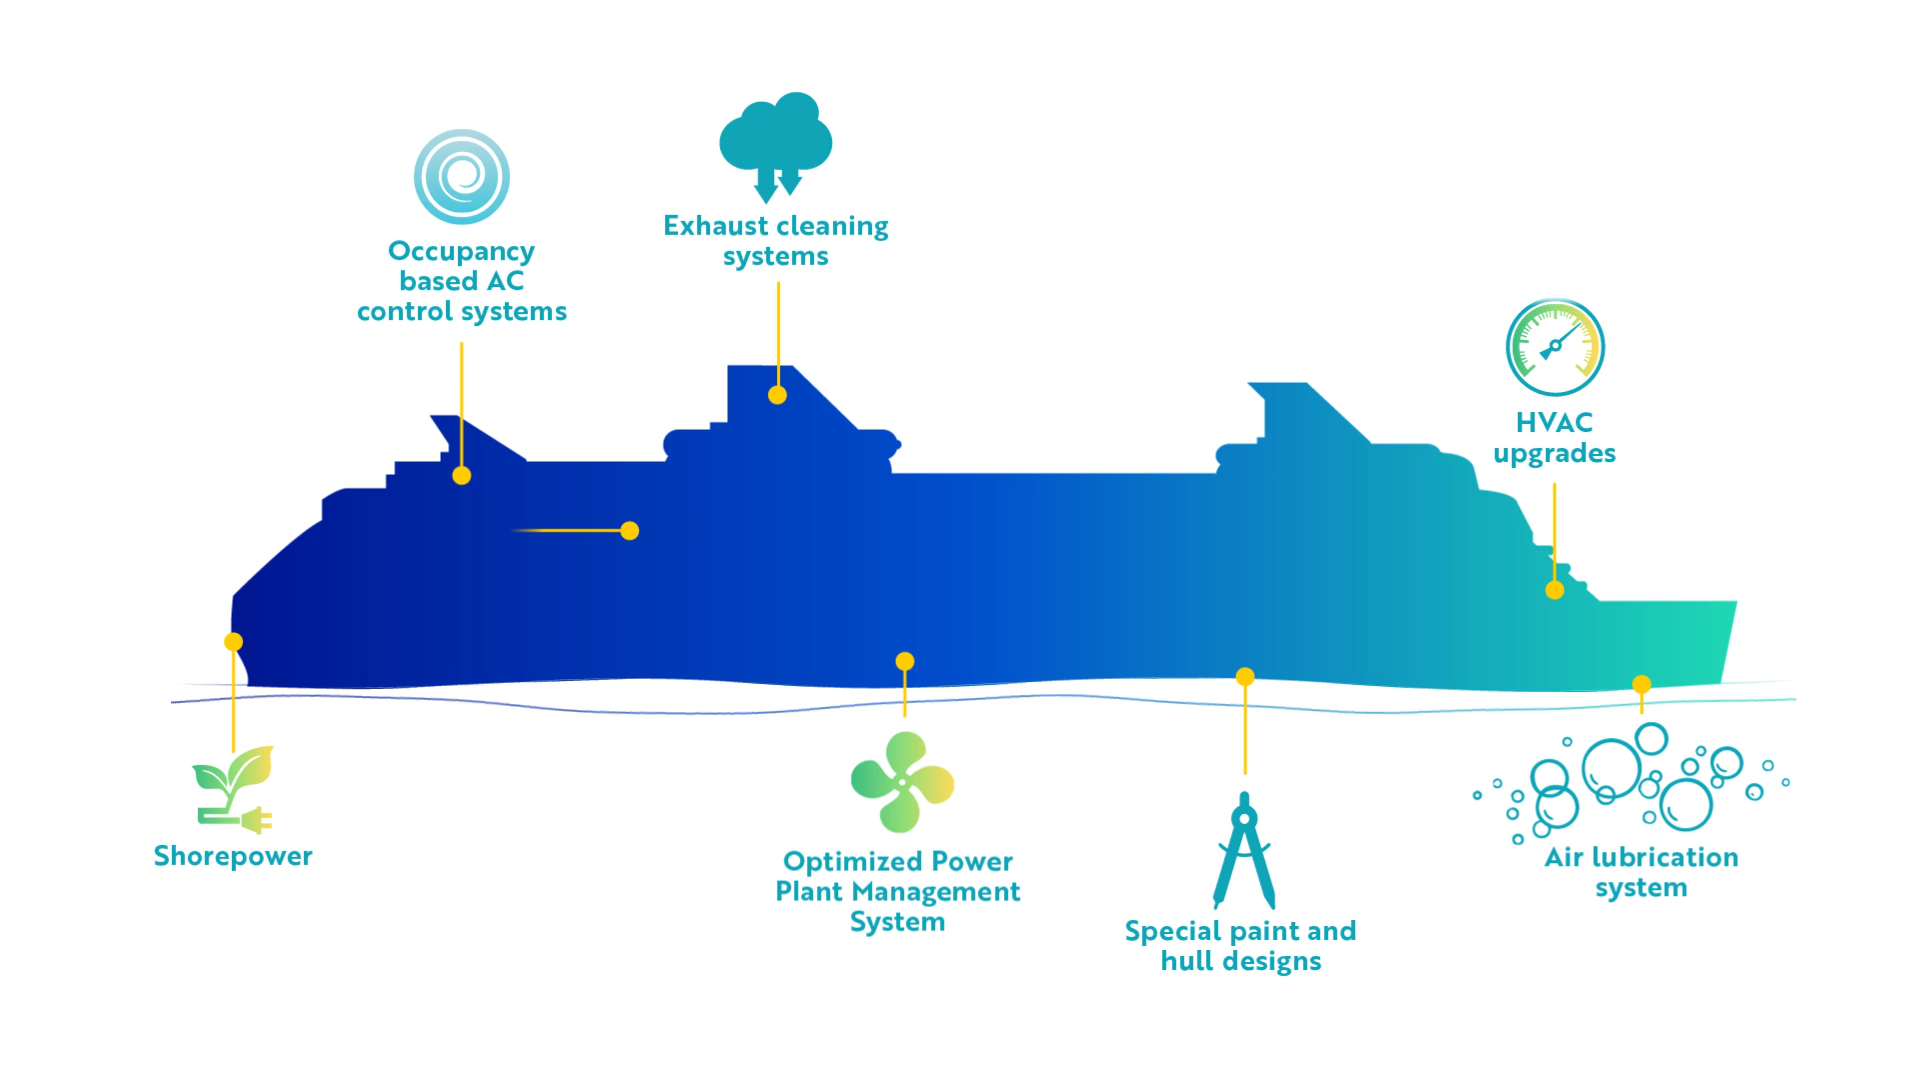 Exhaust cleaning
systems
Occupancy
based AC
control systems
HVAC
upgrades
Shorepower
Optimized Power
Plant Management
System
Special paint and
hull designs
Air lubrication
system